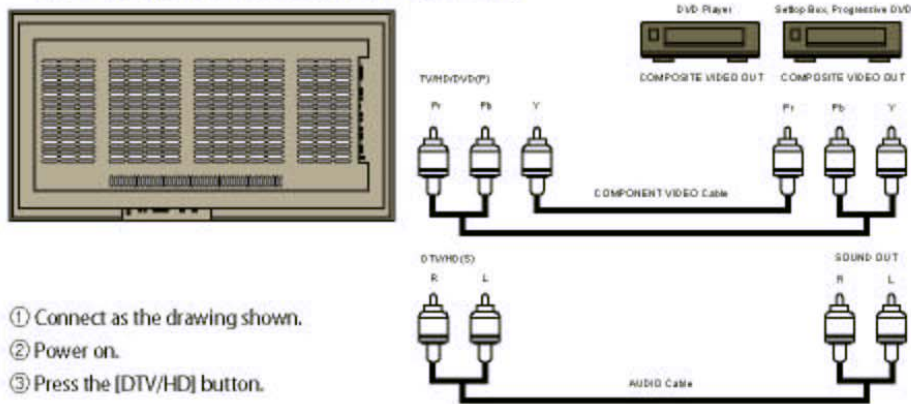 DVD Player
Settop Box, Progressive DVD
COMPOSITE VIDEO OUT
COMPOSITE VIDEO OUT
TV/HD/DVD(P)
Pr Pb Y
Pr Pb Y
COMPONENT VIDEO Cable
DTV/HD(S)
SOUND OUT
R L
R L
① Connect as the drawing shown.
② Power on.
③ Press the [DTV/HD] button.
AUDIO Cable